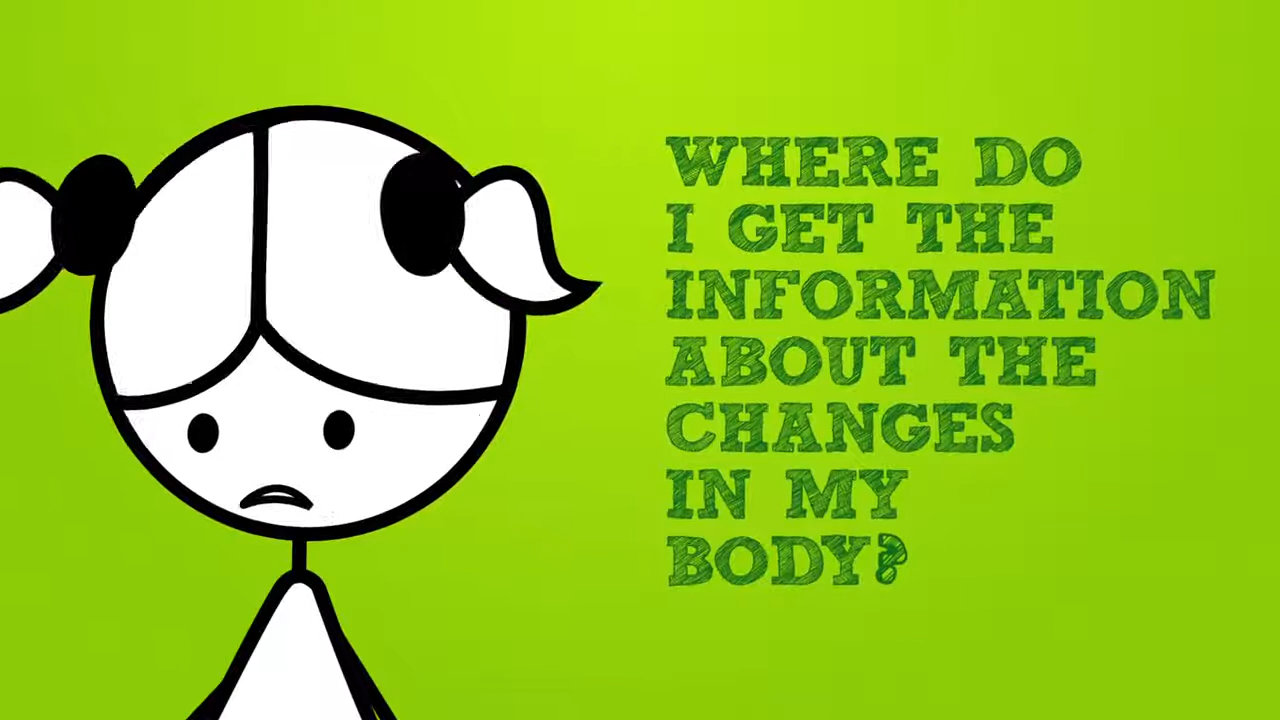 WHERE DO
I GET THE
INFORMATION
ABOUT THE
CHANGES
IN MY
BODY?